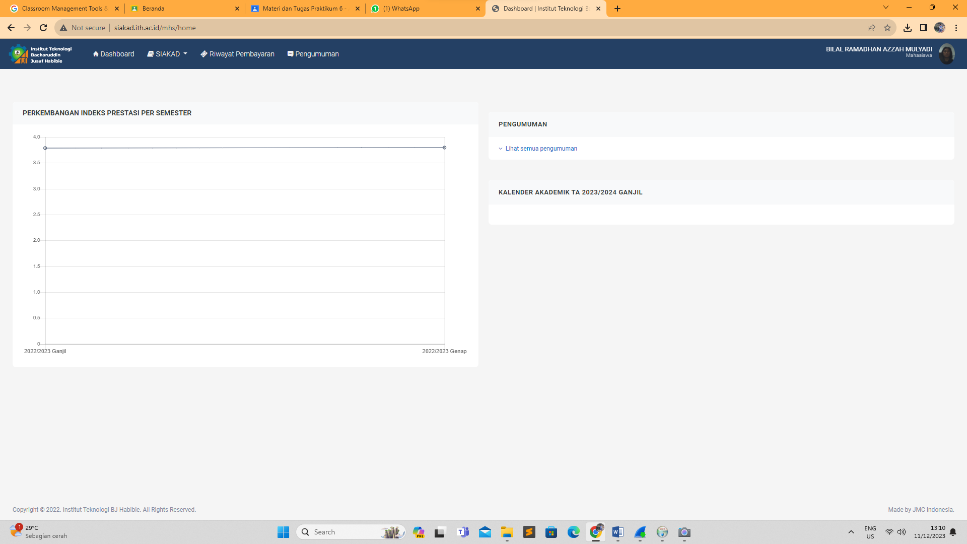 Classroom Management Tools &
Beranda
Materi dan Tugas Praktikum 6 –
(1) WhatsApp
Dashboard | Institut Teknologi B
Not secure
siakad.ith.ac.id/mhs/home
Institut Teknologi
Bacharuddin
Jusuf Habibie
Dashboard
SIAKAD
Riwayat Pembayaran
Pengumuman
BILAL RAMADHAN AZZAH MULYADI
Mahasiswa
PERKEMBANGAN INDEKS PRESTASI PER SEMESTER
4.0
3.5
3.0
2.5
2.0
1.5
1.0
0.5
0
2022/2023 Ganjil
2022/2023 Genap
PENGUMUMAN
Lihat semua pengumuman
KALENDER AKADEMIK TA 2023/2024 GANJIL
Copyright © 2022. Institut Teknologi BJ Habibie, All Rights Reserved.
Made by JMC Indonesia.
1
29°C
Sebagian cerah
Search
ENG
US
13:10
11/12/2023